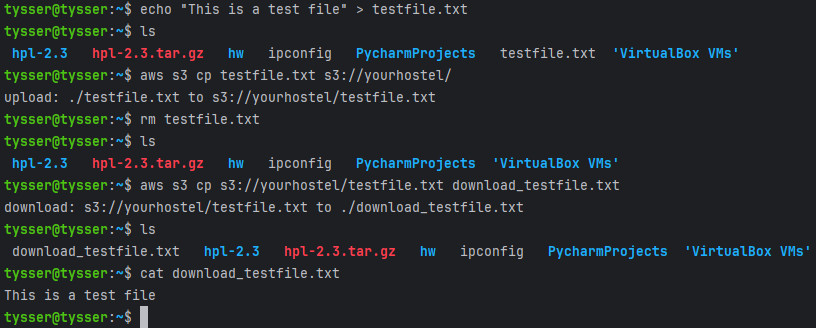 tysser@tysser:~$ echo "This is a test file" > testfile.txt
tysser@tysser:~$ ls
hpl-2.3  hpl-2.3.tar.gz  hw  ipconfig  PycharmProjects  testfile.txt  'VirtualBox VMs'
tysser@tysser:~$ aws s3 cp testfile.txt s3://yourhostel/
upload: ./testfile.txt to s3://yourhostel/testfile.txt
tysser@tysser:~$ rm testfile.txt
tysser@tysser:~$ ls
hpl-2.3  hpl-2.3.tar.gz  hw  ipconfig  PycharmProjects  'VirtualBox VMs'
tysser@tysser:~$ aws s3 cp s3://yourhostel/testfile.txt download_testfile.txt
download: s3://yourhostel/testfile.txt to ./download_testfile.txt
tysser@tysser:~$ ls
download_testfile.txt  hpl-2.3  hpl-2.3.tar.gz  hw  ipconfig  PycharmProjects  'VirtualBox VMs'
tysser@tysser:~$ cat download_testfile.txt
This is a test file
tysser@tysser:~$